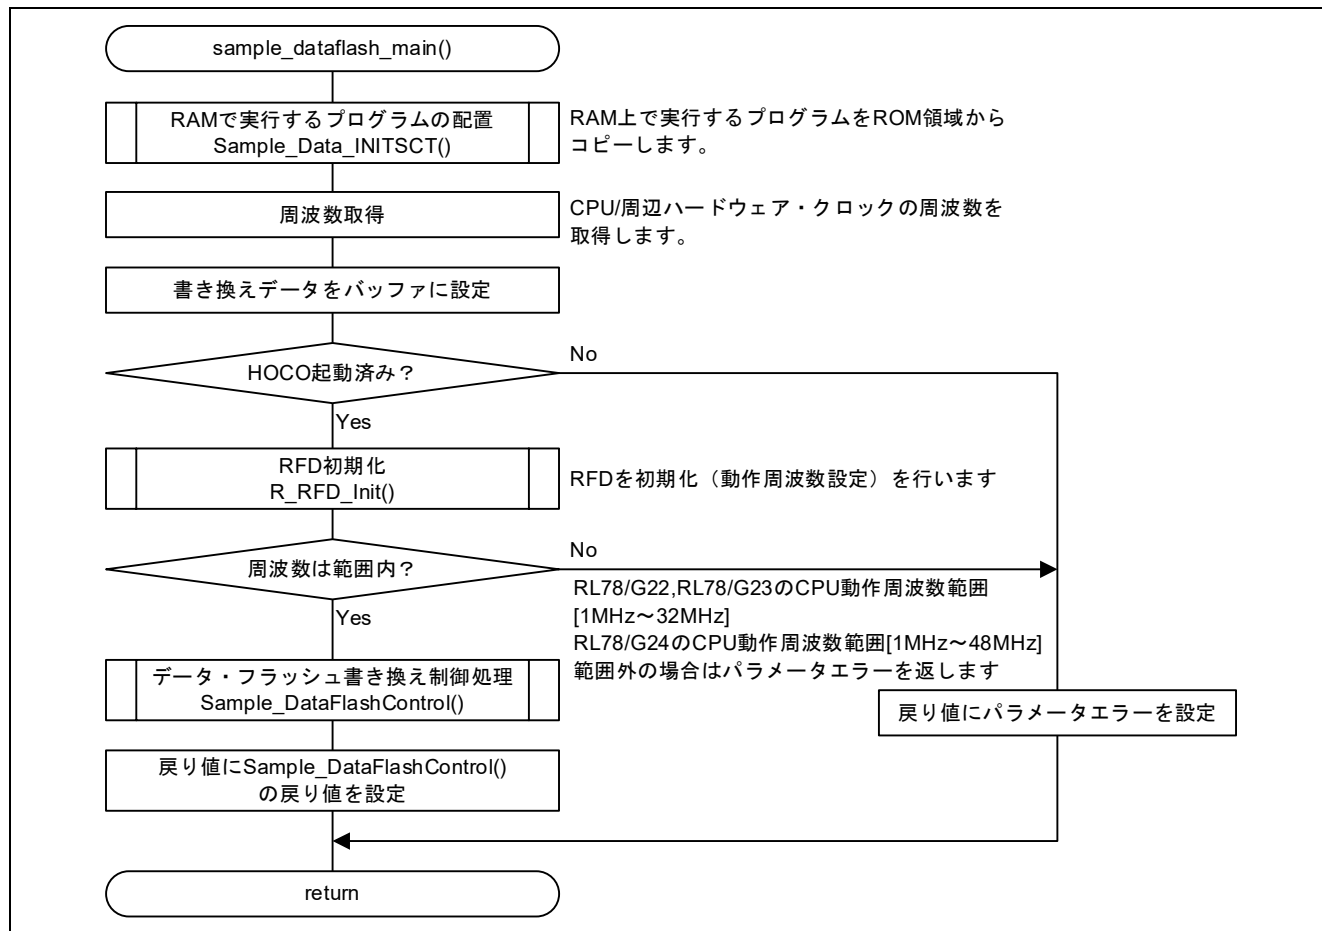 sample_dataflash_main()
RAMで実行するプログラムの配置
Sample_Data_INITSCT()
RAM上で実行するプログラムをROM領域から
コピーします。
周波数取得
CPU/周辺ハードウェア・クロックの周波数を
取得します。
書き換えデータをバッファに設定
HOCO起動済み？
No
Yes
RFD初期化
R_RFD_Init()
RFDを初期化（動作周波数設定）を行います
周波数は範囲内？
No
Yes
RL78/G22,RL78/G23のCPU動作周波数範囲
[1MHz～32MHz]
RL78/G24のCPU動作周波数範囲[1MHz～48MHz]
範囲外の場合はパラメータエラーを返します
データ・フラッシュ書き換え制御処理
Sample_DataFlashControl()
戻り値にパラメータエラーを設定
戻り値にSample_DataFlashControl()
の戻り値を設定
return